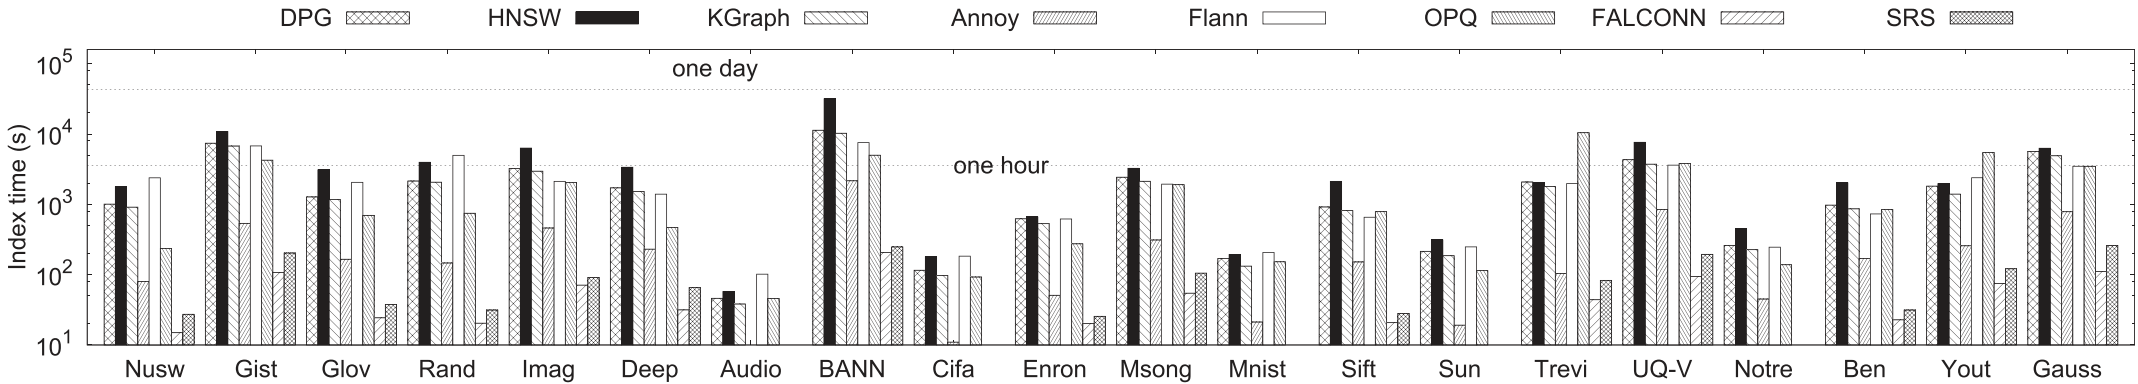 DPG HNSW KGraph Annoy Flann OPQ FALCONN SRS
Index time (s)
10^5
10^4
10^3
10^2
10^1
one day
one hour
Nusw Gist Glov Rand Imag Deep Audio BANN Cifa Enron Msong Mnist Sift Sun Trevi UQ-V Notre Ben Yout Gauss